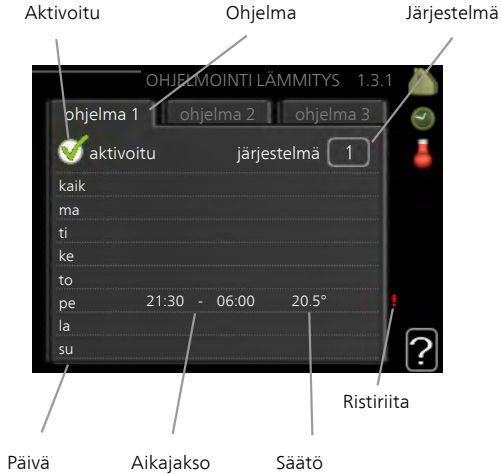 Aktivoitu Ohjelma Järjestelmä
OHJELMOINTI LÄMMITYS 1.3.1
ohjelma 1 ohjelma 2 ohjelma 3
aktivoitu järjestelmä 1
kaik
ma
ti
ke
to
pe 21:30 - 06:00 20.5° !
la
su
?
Ristiriita
Päivä Aikajakso Säätö